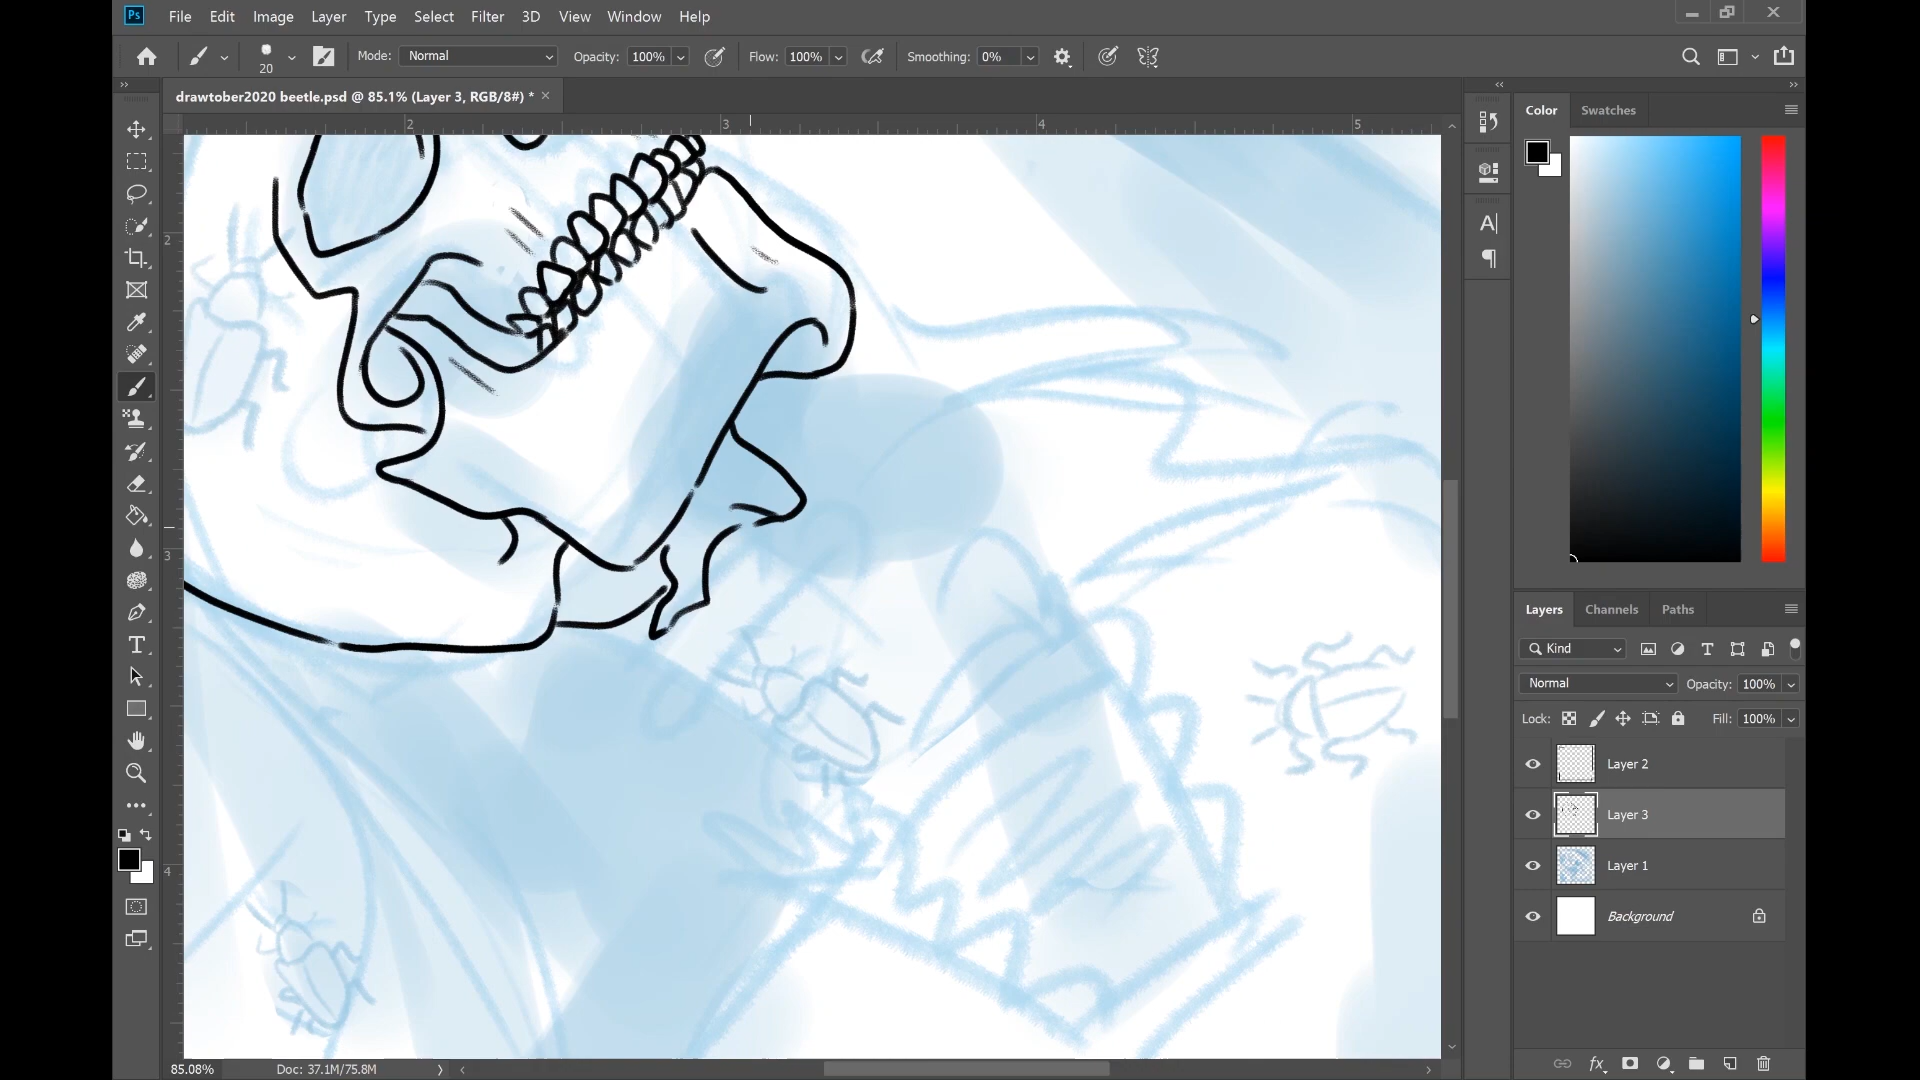 Ps File Edit Image Layer Type Select Filter 3D View Window Help
20 Mode: Normal Opacity: 100% Flow: 100% Smoothing: 0%
drawtober2020 beetle.psd @ 85.1% (Layer 3, RGB/8#) * ×
2 3 4 5
2
3
4
Color Swatches
Layers Channels Paths
Kind
Normal Opacity: 100%
Lock: Fill: 100%
Layer 2
Layer 3
Layer 1
Background
85.08% Doc: 37.1M/75.8M